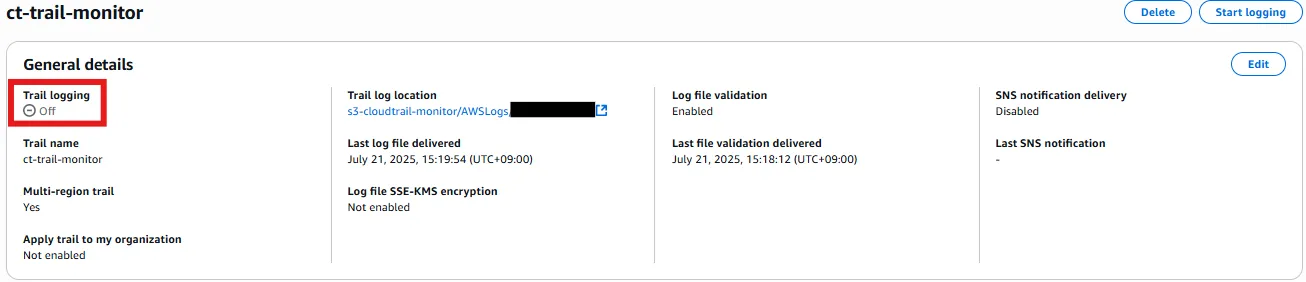 ct-trail-monitor
Delete
Start logging
General details
Edit
Trail logging
Off
Trail name
ct-trail-monitor
Multi-region trail
Yes
Apply trail to my organization
Not enabled
Trail log location
s3-cloudtrail-monitor/AWSLogs/
Last log file delivered
July 21, 2025, 15:19:54 (UTC+09:00)
Log file SSE-KMS encryption
Not enabled
Log file validation
Enabled
Last file validation delivered
July 21, 2025, 15:18:12 (UTC+09:00)
SNS notification delivery
Disabled
Last SNS notification
-